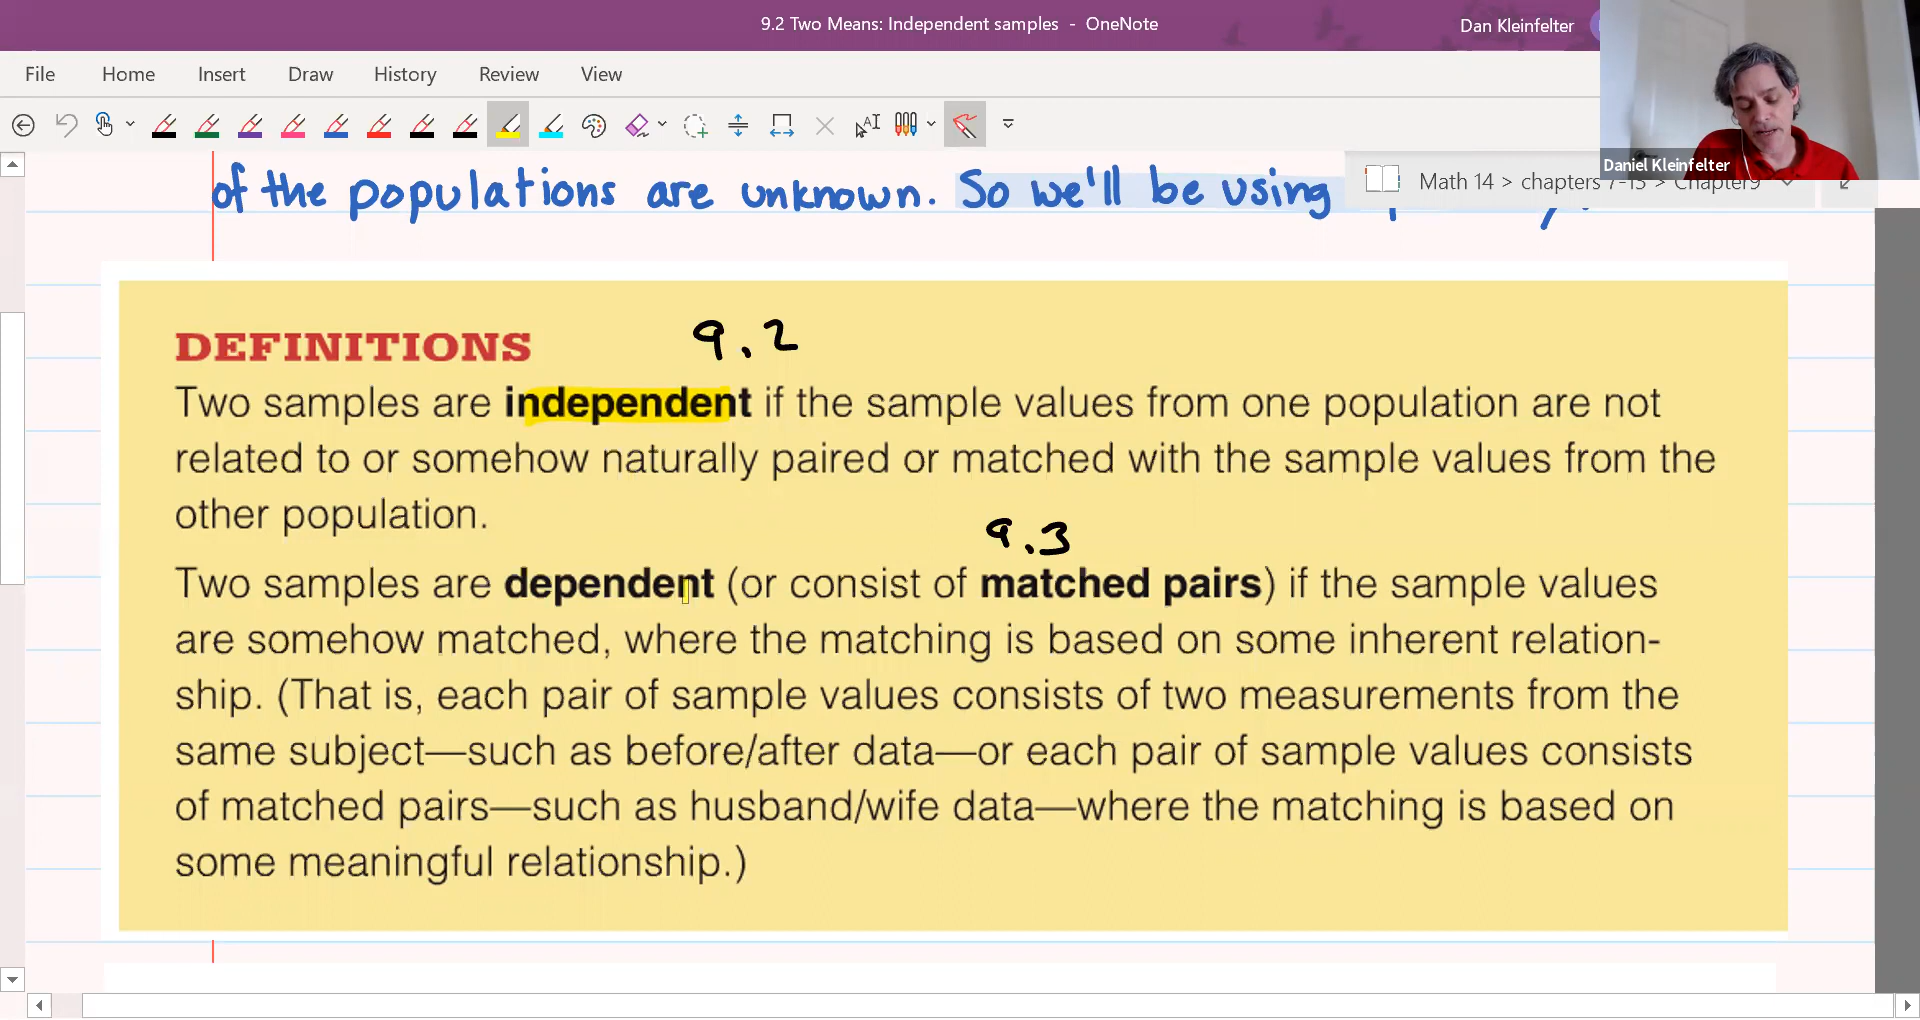 9.2 Two Means: Independent samples - OneNote
Dan Kleinfelter
File Home Insert Draw History Review View
Daniel Kleinfelter
of the populations are unknown. So we'll be using
Math 14 > chapters 7-13 > Chapter9
DEFINITIONS
9.2
Two samples are independent if the sample values from one population are not
related to or somehow naturally paired or matched with the sample values from the
other population.
9.3
Two samples are dependent (or consist of matched pairs) if the sample values
are somehow matched, where the matching is based on some inherent relation-
ship. (That is, each pair of sample values consists of two measurements from the
same subject—such as before/after data—or each pair of sample values consists
of matched pairs—such as husband/wife data—where the matching is based on
some meaningful relationship.)